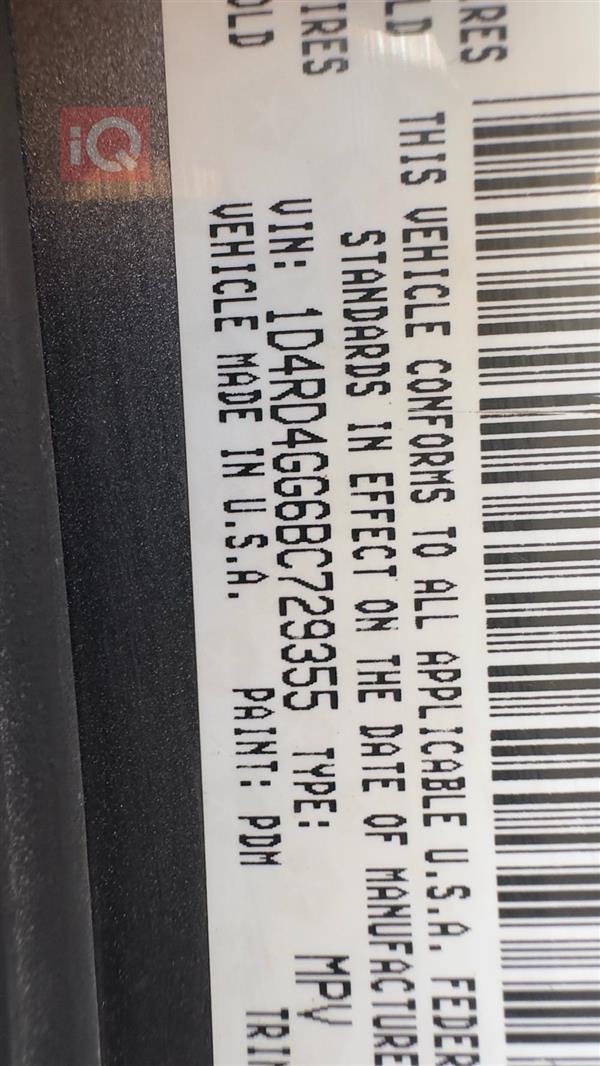 IRES
OLD
RES
LD
THIS VEHICLE CONFORMS TO ALL APPLICABLE U.S.A. FEDER
STANDARDS IN EFFECT ON THE DATE OF MANUFACTURE
VIN: 1D4RD4GG6BC729355 TYPE: MPV
VEHICLE MADE IN U.S.A. PAINT: PDM TRI
iQ